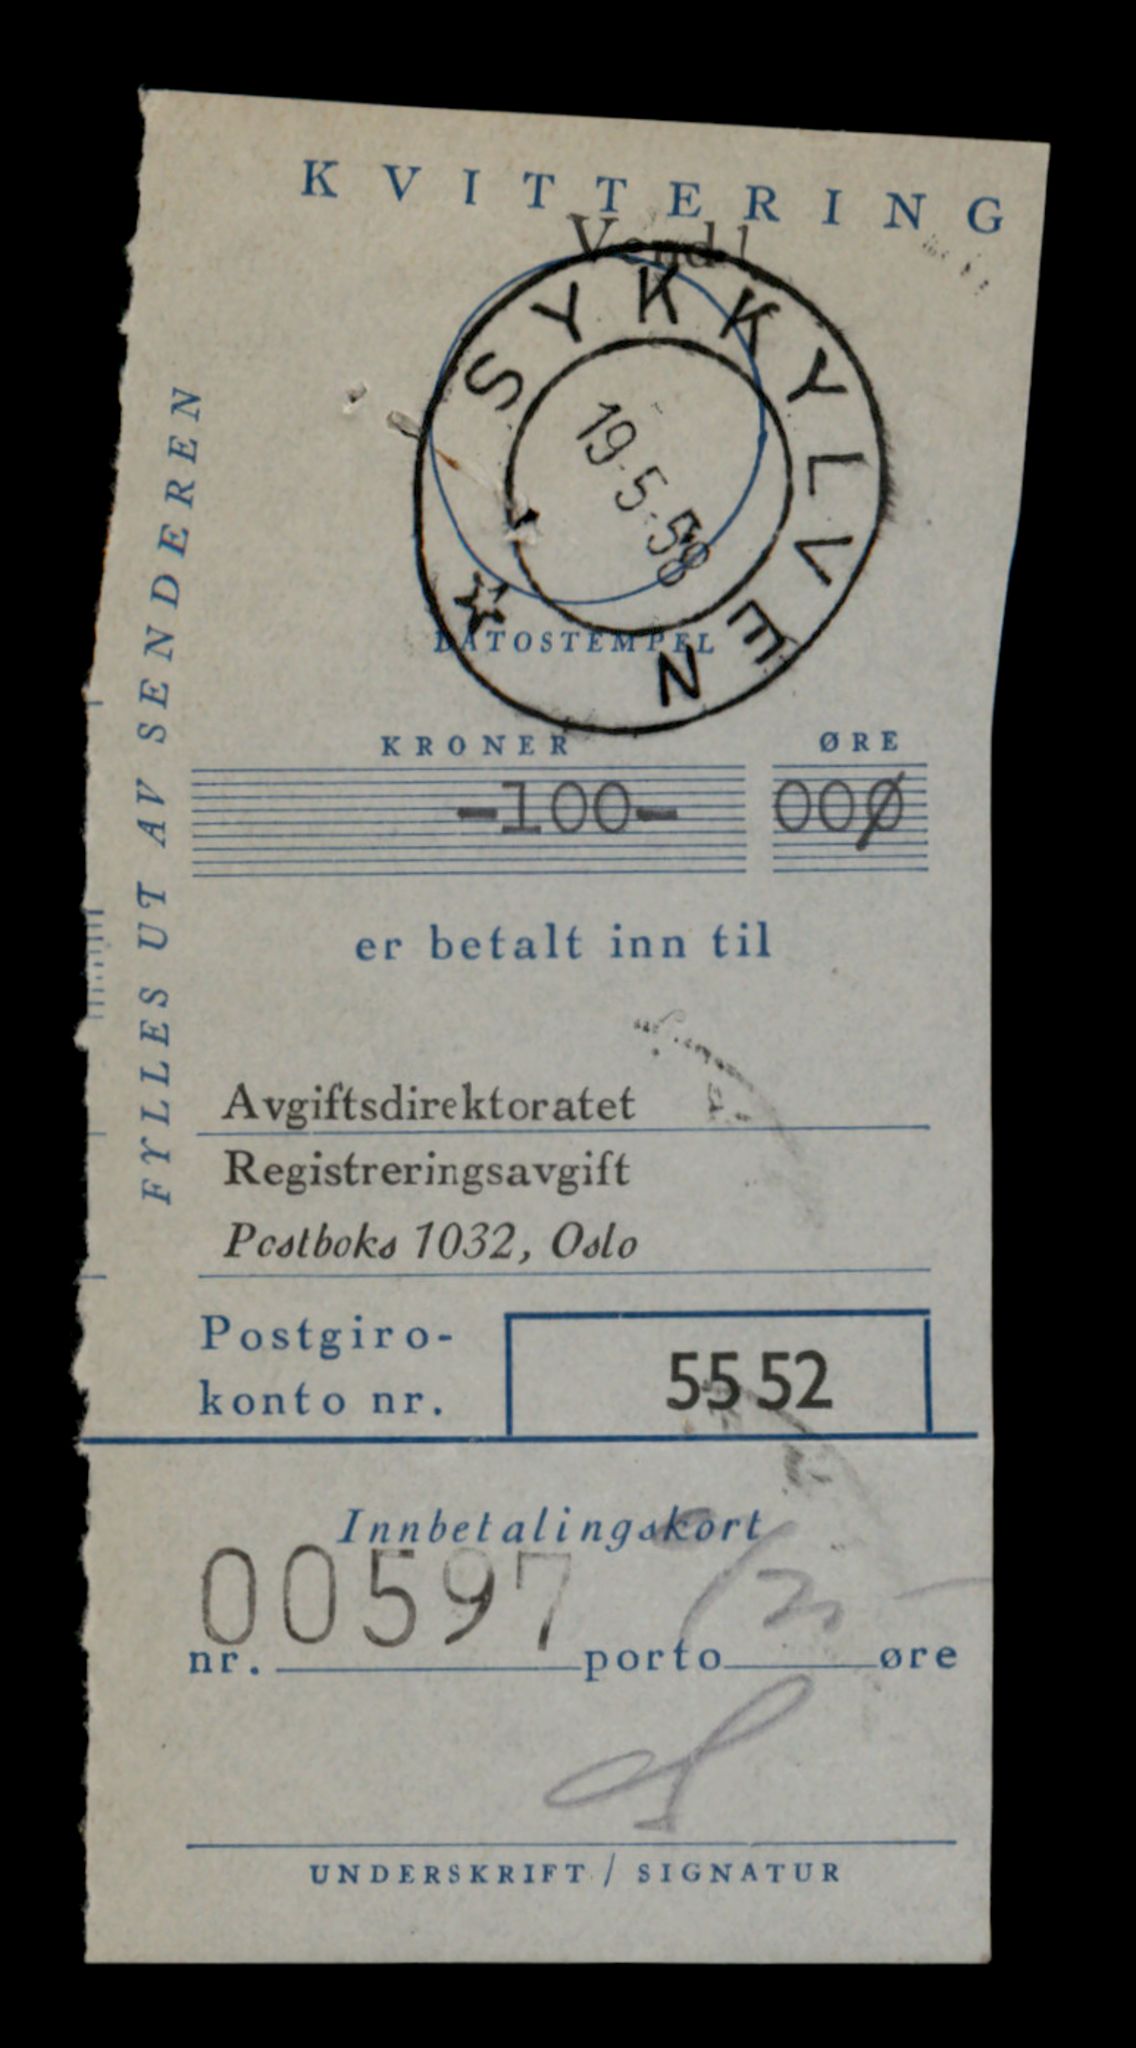 KVITTERING
SYKKYLVEN
19.5.58
DATOSTEMPEL
FYLLES UT AV SENDEREN
KRONER ØRE
-100- 00Ø
er betalt inn til
Avgiftsdirektoratet
Registreringsavgift
Postboks 1032, Oslo
Postgiro-
konto nr. 5552
Innbetalingskort
00597
nr. porto øre
UNDERSKRIFT / SIGNATUR